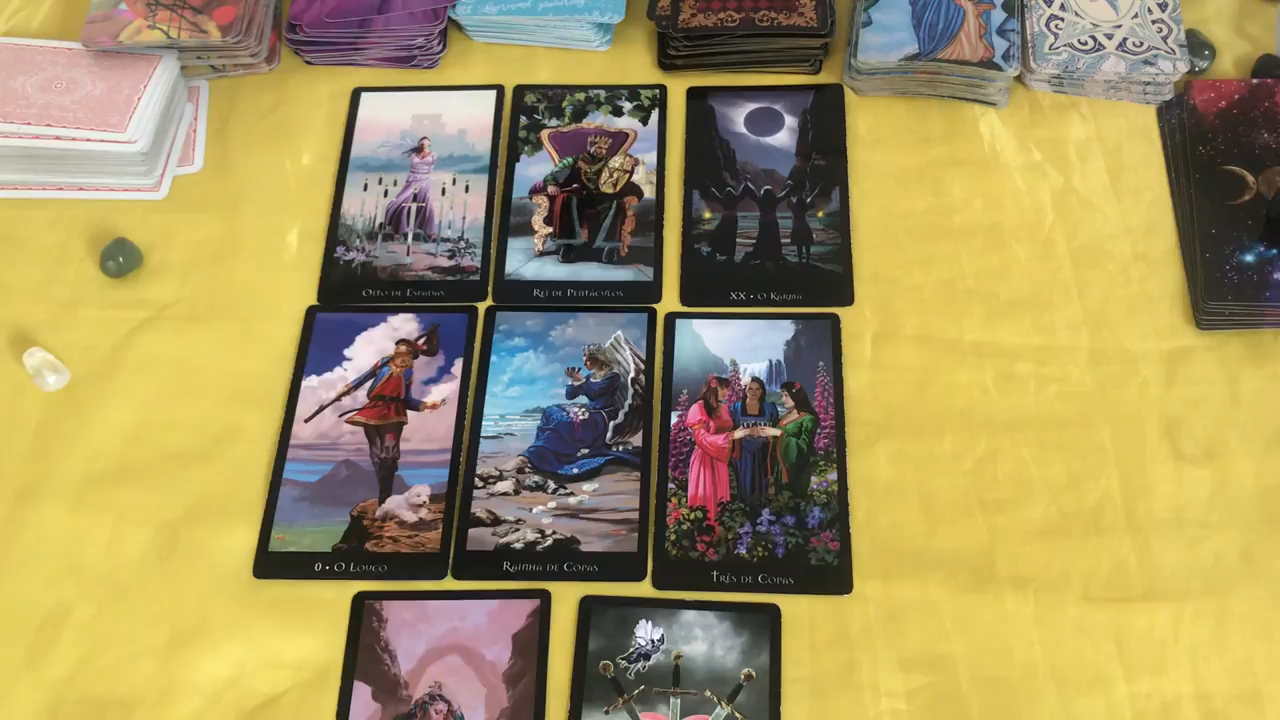 OITO DE ESPADAS
REI DE PENTÁCULOS
XX • O KARMA
0 • O LOUCO
RAINHA DE COPAS
TRÊS DE COPAS